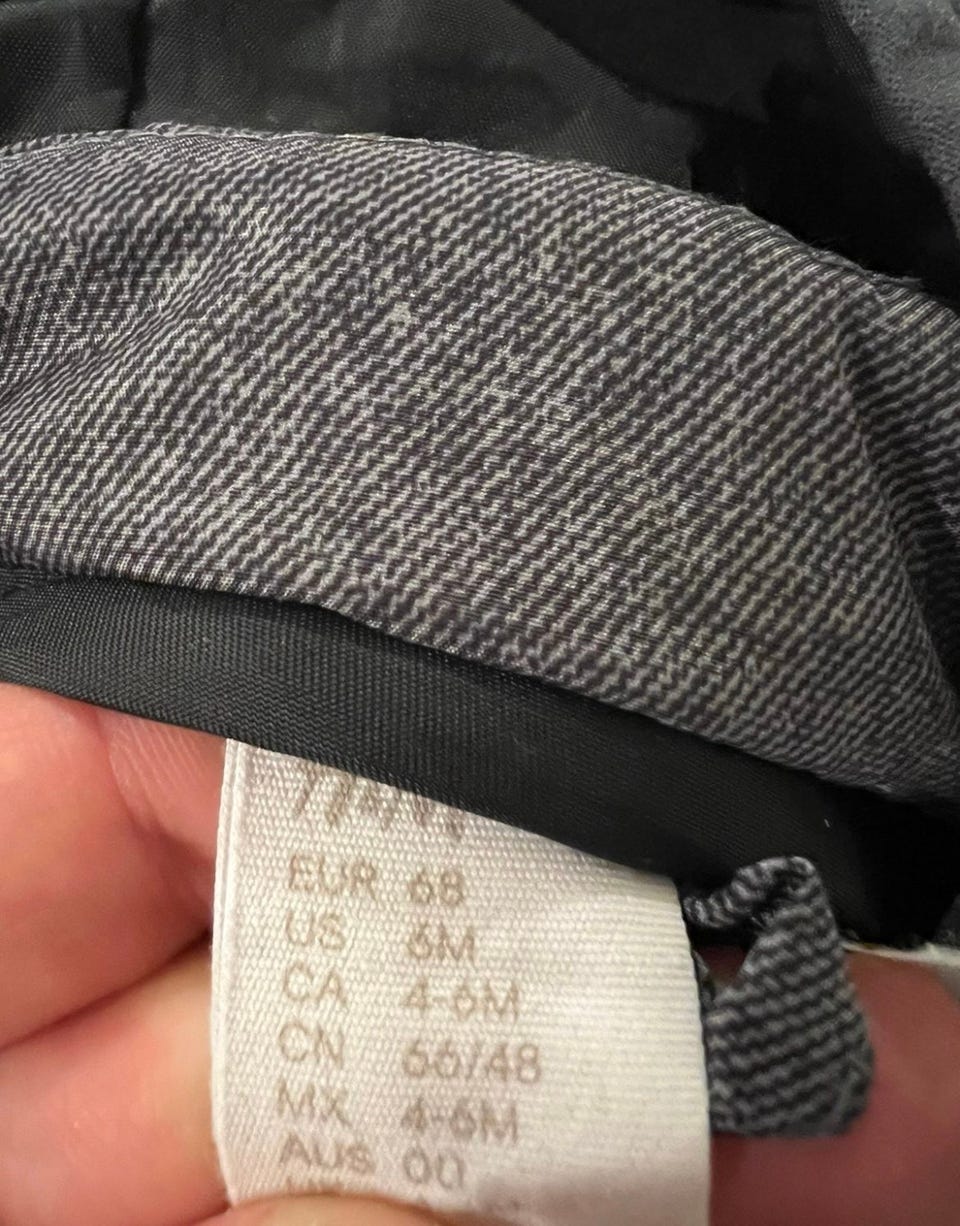 EUR 68
US 6M
CA 4-6M
CN 66/48
MX 4-6M
AUS 00